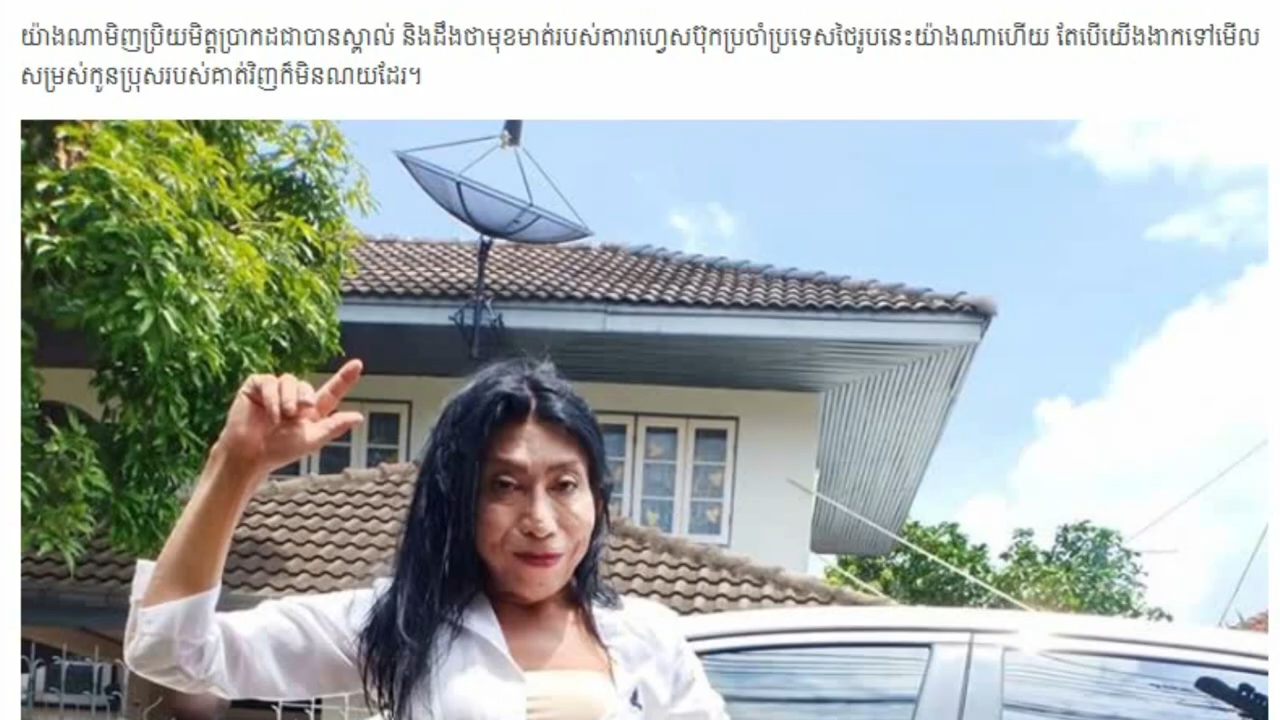 យ៉ាងណាមិញប្រិយមិត្តប្រាកដជាបានស្គាល់ និងដឹងថាមុខមាត់របស់តារាហ្វេសប៊ុកប្រចាំប្រទេសថៃរូបនេះយ៉ាងណាហើយ តែបើយើងងាកទៅមើល
សម្រស់កូនប្រុសរបស់គាត់វិញក៏មិនណយដែរ។